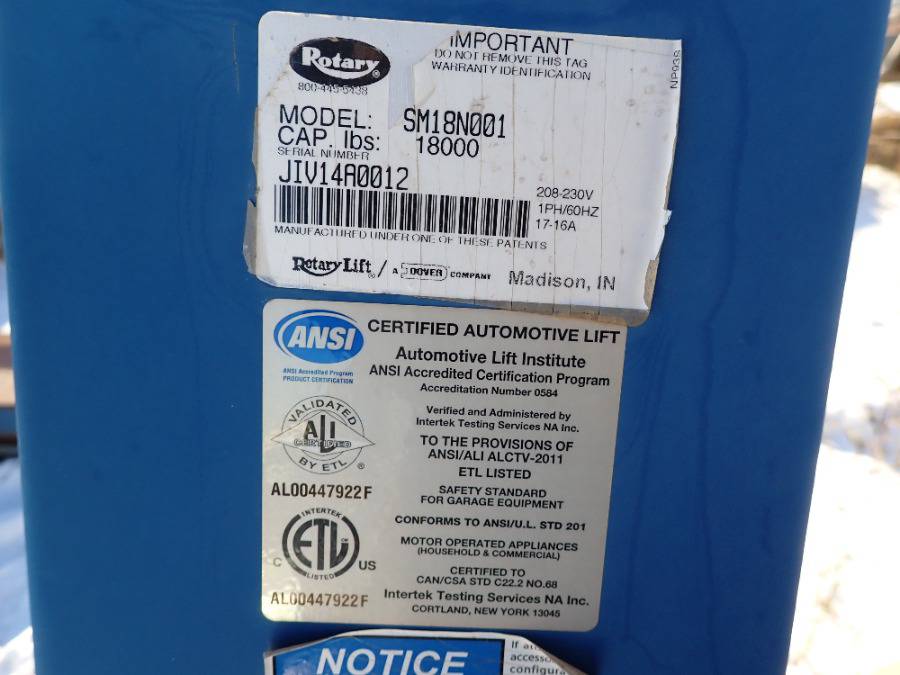 Rotary®
800-445-5438
IMPORTANT
DO NOT REMOVE THIS TAG
WARRANTY IDENTIFICATION
NP938
MODEL: SM18N001
CAP. lbs: 18000
SERIAL NUMBER
JIV14A0012
208-230V
1PH/60HZ
17-16A
MANUFACTURED UNDER ONE OF THESE PATENTS
Rotary Lift® / A DOVER COMPANY Madison, IN
ANSI
ANSI Accredited Program
PRODUCT CERTIFICATION
CERTIFIED AUTOMOTIVE LIFT
Automotive Lift Institute
ANSI Accredited Certification Program
Accreditation Number 0584
VALIDATED
ALI
CERTIFIED
BY ETL ®
AL00447922F
Verified and Administered by
Intertek Testing Services NA Inc.
TO THE PROVISIONS OF
ANSI/ALI ALCTV-2011
ETL LISTED
SAFETY STANDARD
FOR GARAGE EQUIPMENT
CONFORMS TO ANSI/U.L. STD 201
MOTOR OPERATED APPLIANCES
(HOUSEHOLD & COMMERCIAL)
CERTIFIED TO
CAN/CSA STD C22.2 NO.68
Intertek Testing Services NA Inc.
CORTLAND, NEW YORK 13045
INTERTEK
ETL
LISTED
C US
AL00447922F
NOTICE
If